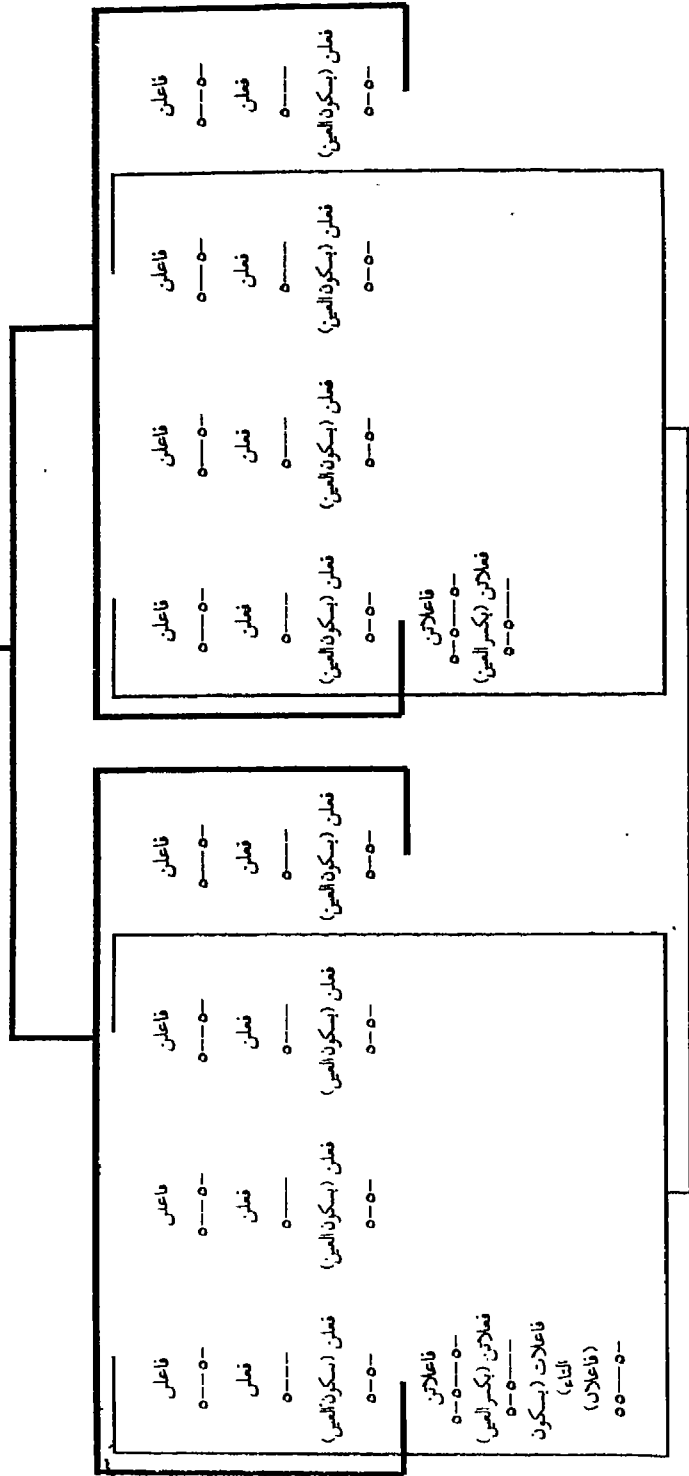 فاعلن فاعلن فاعلن فاعلن فاعلن فاعلن فاعلن فاعلن
o--o- o--o- o--o- o--o- o--o- o--o- o--o- o--o-
فعلن فعلن فعلن فعلن فعلن فعلن فعلن فعلن
o--- o--- o--- o--- o--- o--- o--- o---
فعلن (بسكون العين) فعلن (بسكون العين) فعلن (بسكون العين) فعلن (بسكون العين) فعلن (بسكون العين) فعلن (بسكون العين) فعلن (بسكون العين) فعلن (بسكون العين)
o-o- o-o- o-o- o-o- o-o- o-o- o-o- o-o-
فاعلاتن فاعلاتن
o-o--o- o-o--o-
فعلاتن (بكسر العين) فعلاتن (بكسر العين)
o-o--- o-o---
فاعلات (بسكون
التاء)
(فاعلان)
oo--o-